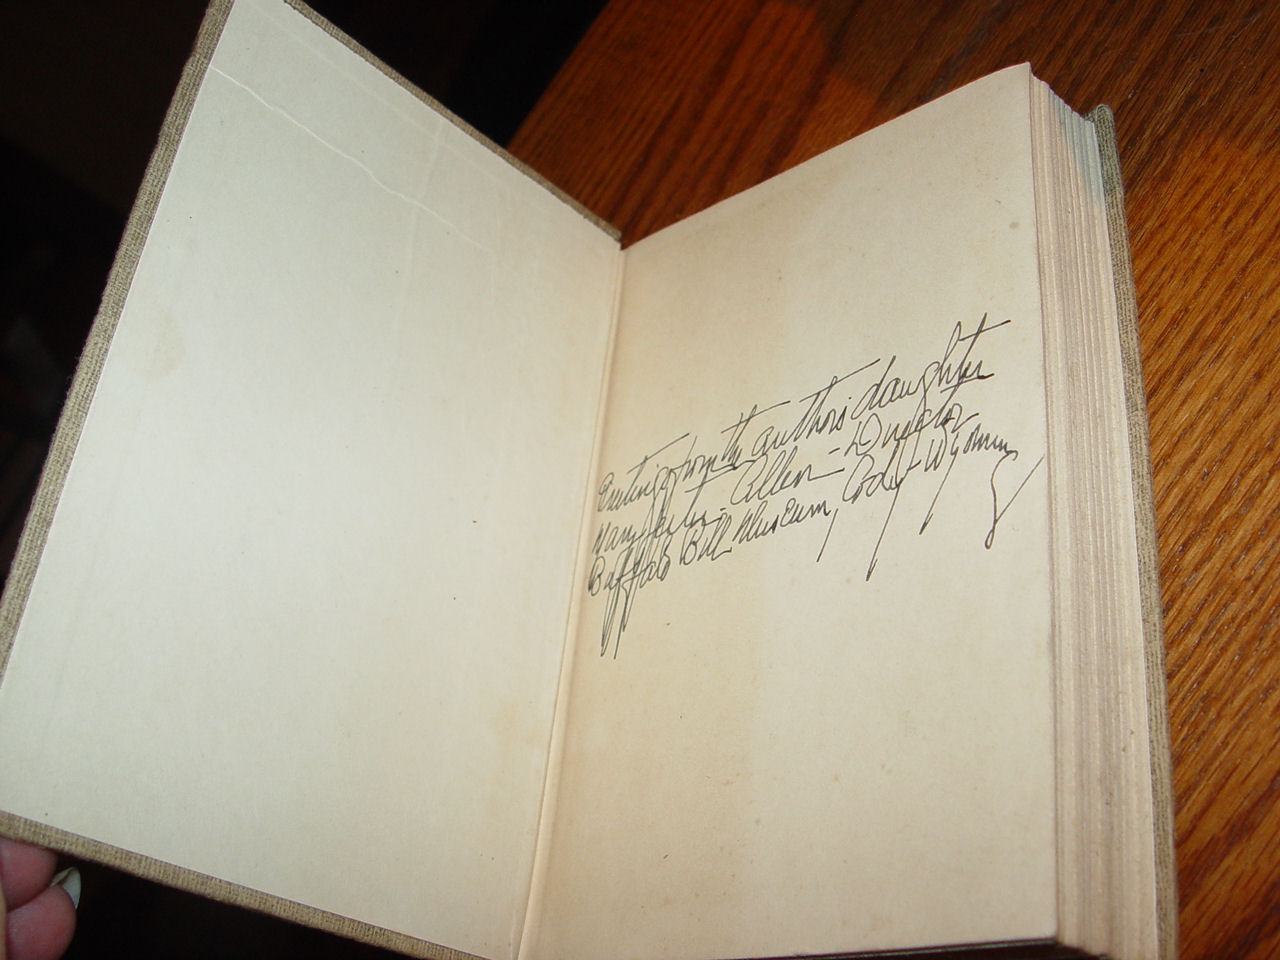 Greetings from the author's daughter
Mary Jester Allen – Director
Buffalo Bill Museum, Cody – Wyoming